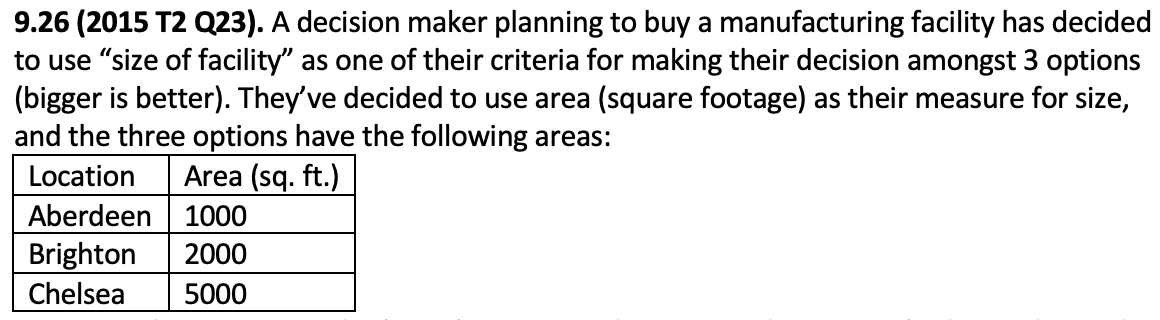 9.26 (2015 T2 Q23). A decision maker planning to buy a manufacturing facility has decided
to use “size of facility” as one of their criteria for making their decision amongst 3 options
(bigger is better). They’ve decided to use area (square footage) as their measure for size,
and the three options have the following areas:
Location Area (sq. ft.)
Aberdeen 1000
Brighton 2000
Chelsea 5000